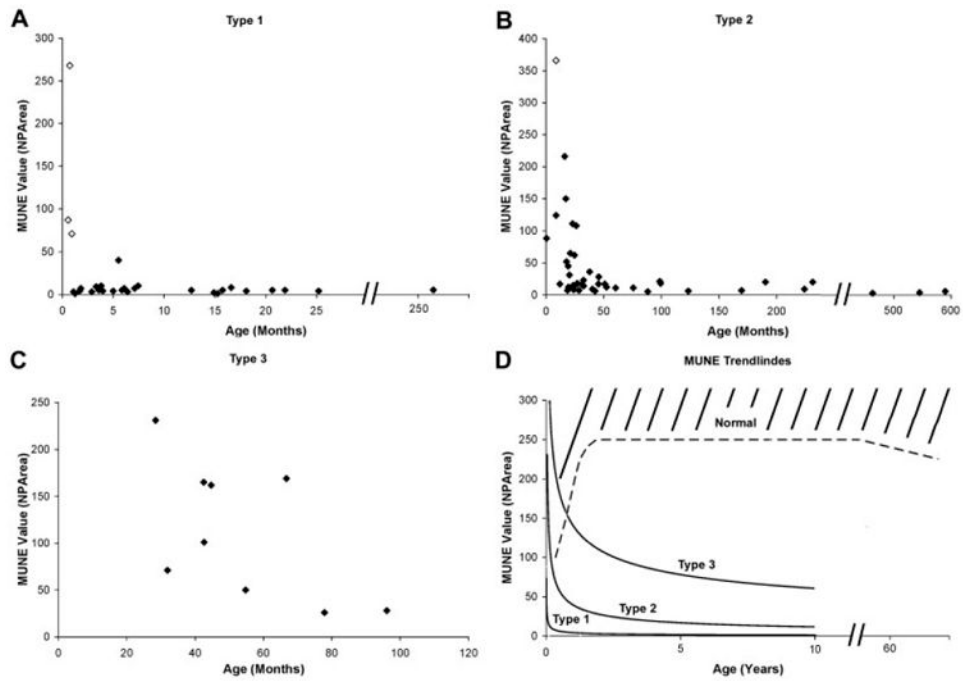 A
Type 1
MUNE Value (NPArea)
300
250
200
150
100
50
0
0 5 10 15 20 25 250
Age (Months)
B
Type 2
MUNE Value (NPArea)
400
350
300
250
200
150
100
50
0
0 50 100 150 200 500 600
Age (Months)
C
Type 3
MUNE Value (NPArea)
250
200
150
100
50
0
0 20 40 60 80 100 120
Age (Months)
D
MUNE Trendlindes
MUNE Value (NPArea)
300
250
200
150
100
50
0
Normal
Type 3
Type 2
Type 1
0 5 10 60
Age (Years)